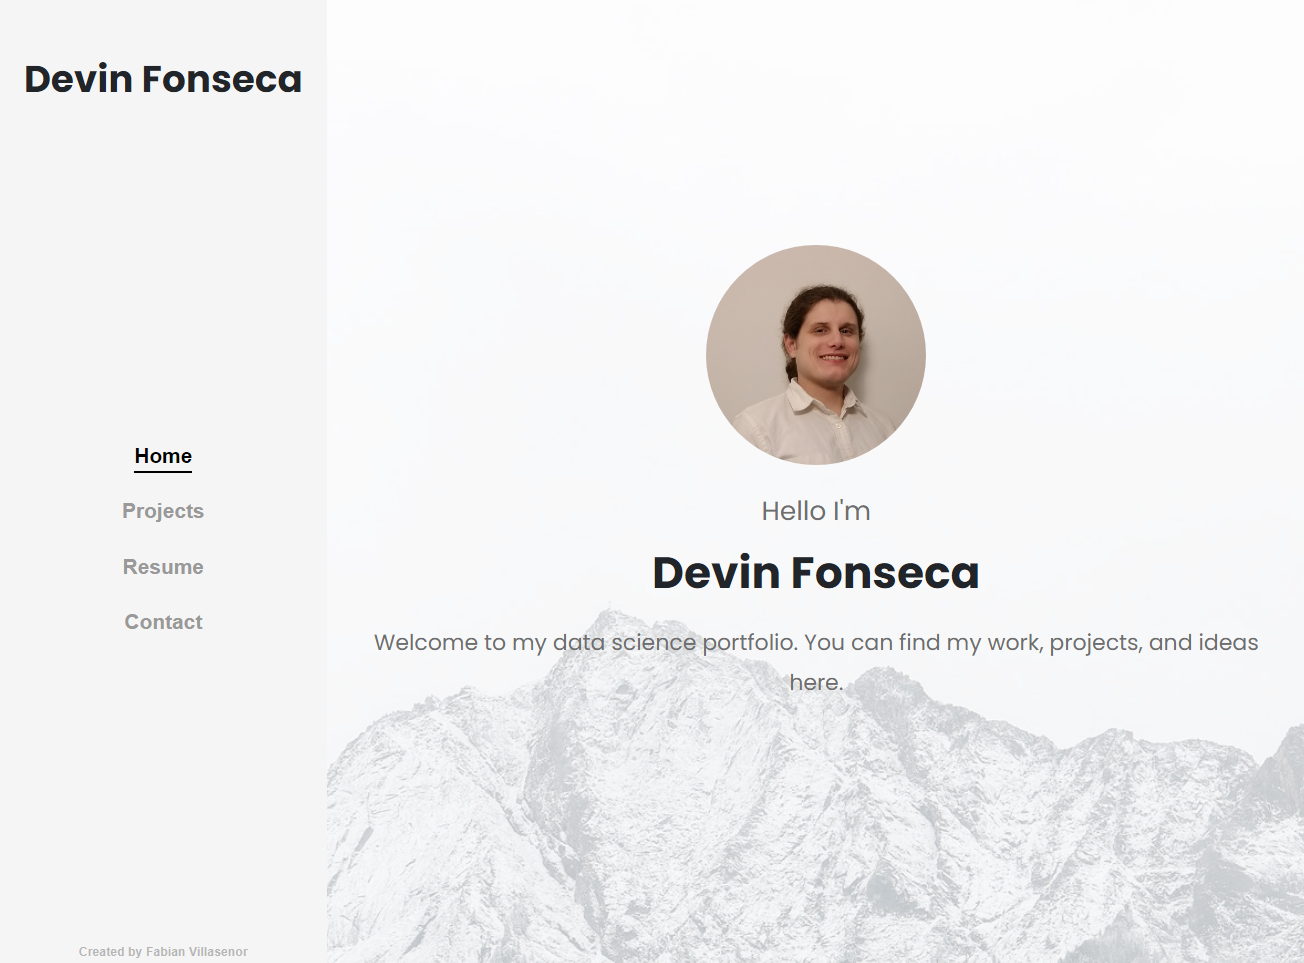 Devin Fonseca
Home
Projects
Resume
Contact
Created by Fabian Villasenor
Hello I'm
Devin Fonseca
Welcome to my data science portfolio. You can find my work, projects, and ideas
here.